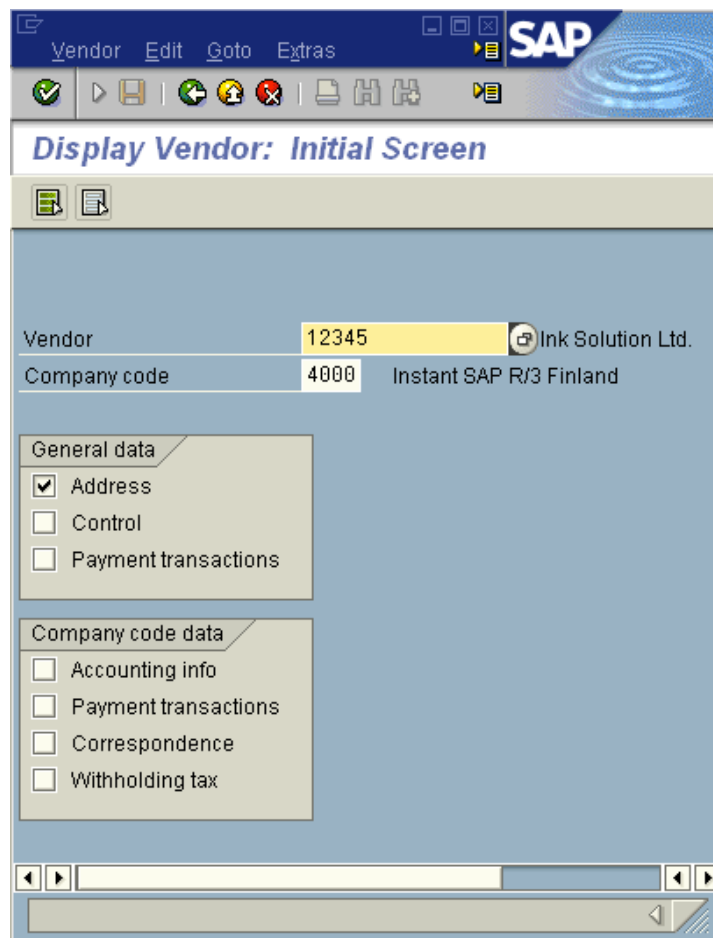 Vendor Edit Goto Extras
SAP
Display Vendor: Initial Screen
Vendor 12345 Ink Solution Ltd.
Company code 4000 Instant SAP R/3 Finland
General data
Address
Control
Payment transactions
Company code data
Accounting info
Payment transactions
Correspondence
Withholding tax